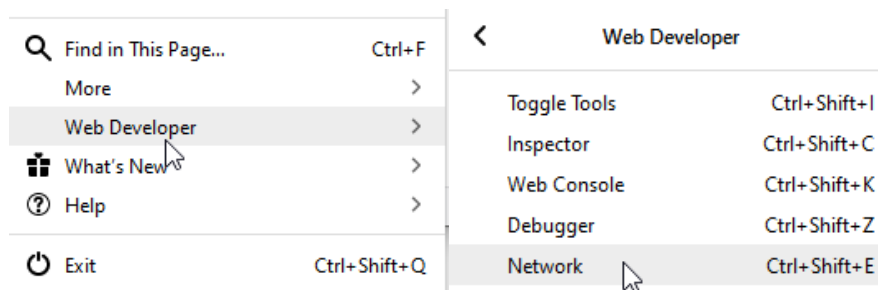 Find in This Page... Ctrl+F
More
Web Developer
What's New
Help
Exit Ctrl+Shift+Q
Web Developer
Toggle Tools Ctrl+Shift+I
Inspector Ctrl+Shift+C
Web Console Ctrl+Shift+K
Debugger Ctrl+Shift+Z
Network Ctrl+Shift+E